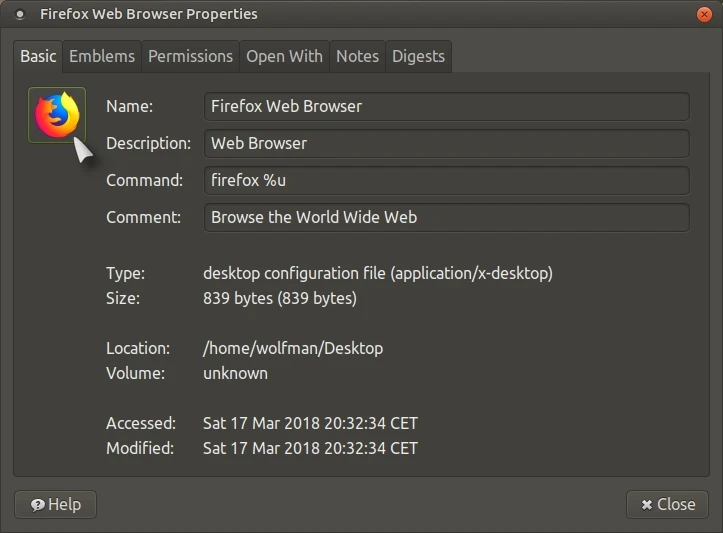 Firefox Web Browser Properties
Basic Emblems Permissions Open With Notes Digests
Name: Firefox Web Browser
Description: Web Browser
Command: firefox %u
Comment: Browse the World Wide Web
Type: desktop configuration file (application/x-desktop)
Size: 839 bytes (839 bytes)
Location: /home/wolfman/Desktop
Volume: unknown
Accessed: Sat 17 Mar 2018 20:32:34 CET
Modified: Sat 17 Mar 2018 20:32:34 CET
Help Close